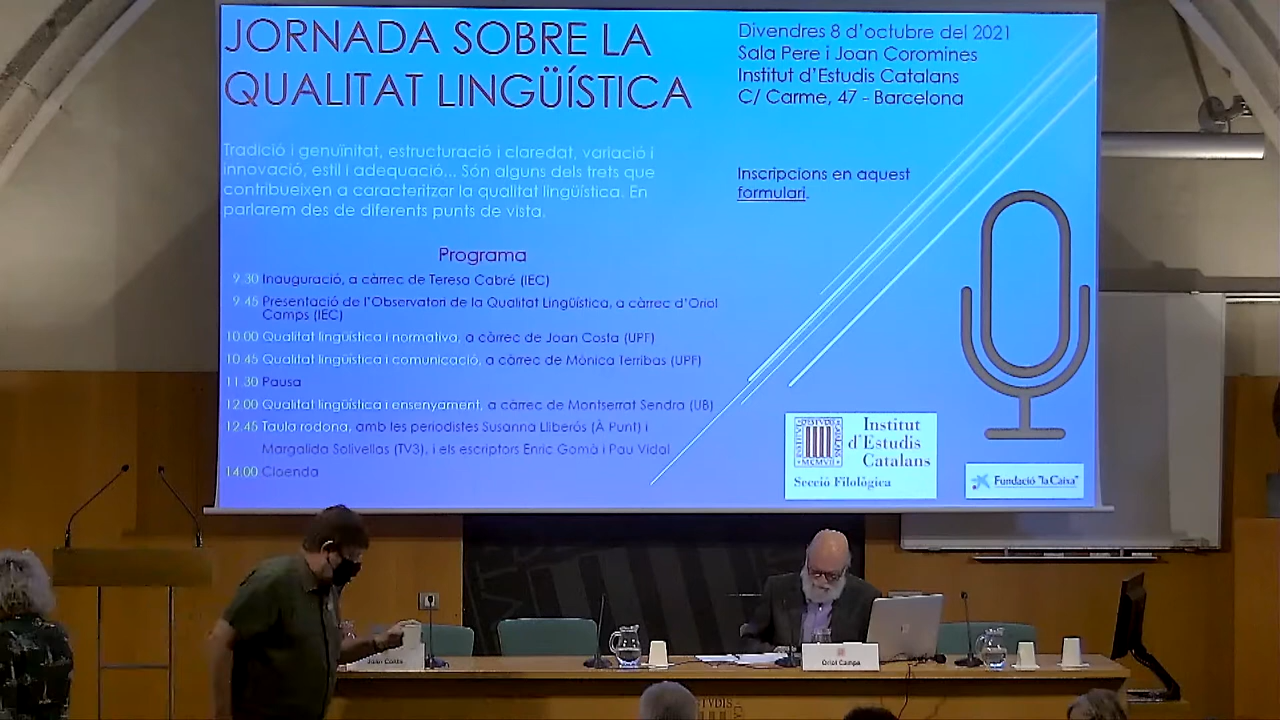 JORNADA SOBRE LA
QUALITAT LINGÜÍSTICA
Divendres 8 d'octubre del 2021
Sala Pere i Joan Coromines
Institut d'Estudis Catalans
C/ Carme, 47 - Barcelona
Tradició i genuïnitat, estructuració i claredat, variació i
innovació, estil i adequació... Són alguns dels trets que
contribueixen a caracteritzar la qualitat lingüística. En
parlarem des de diferents punts de vista.
Inscripcions en aquest
formulari.
Programa
9.30 Inauguració, a càrrec de Teresa Cabré (IEC)
9.45 Presentació de l'Observatori de la Qualitat Lingüística, a càrrec d'Oriol
Camps (IEC)
10.00 Qualitat lingüística i normativa, a càrrec de Joan Costa (UPF)
10.45 Qualitat lingüística i comunicació, a càrrec de Mònica Terribas (UPF)
11.30 Pausa
12.00 Qualitat lingüística i ensenyament, a càrrec de Montserrat Sendra (UB)
12.45 Taula rodona, amb les periodistes Susanna Lliberós (À Punt) i
Margalida Solivellas (TV3), i els escriptors Enric Gomà i Pau Vidal
14.00 Cloenda
Institut
d'Estudis
Catalans
Secció Filològica
MCMVII
Fundació "la Caixa"
Joan Costa
Oriol Camps